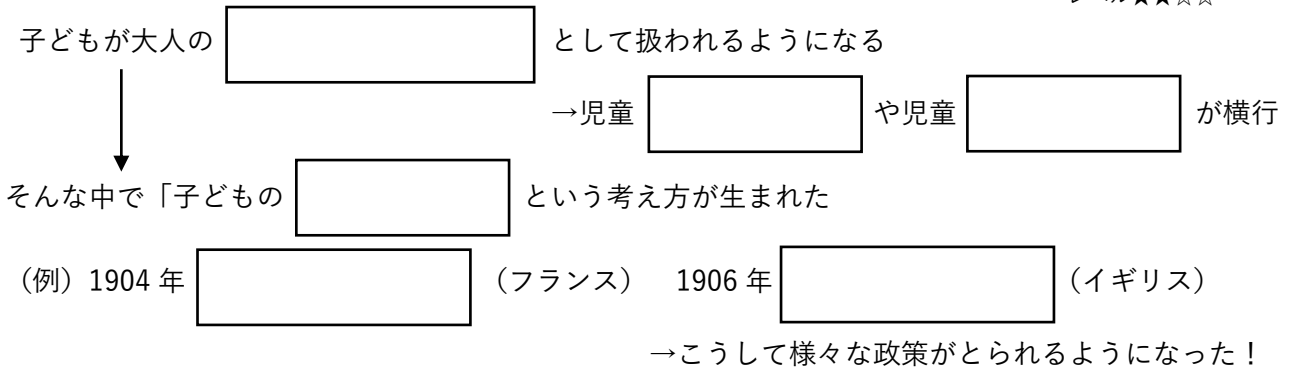 子どもが大人の として扱われるようになる
→児童 や児童 が横行
そんな中で「子どもの という考え方が生まれた
（例）1904 年 （フランス） 1906 年 （イギリス）
→こうして様々な政策がとられるようになった！